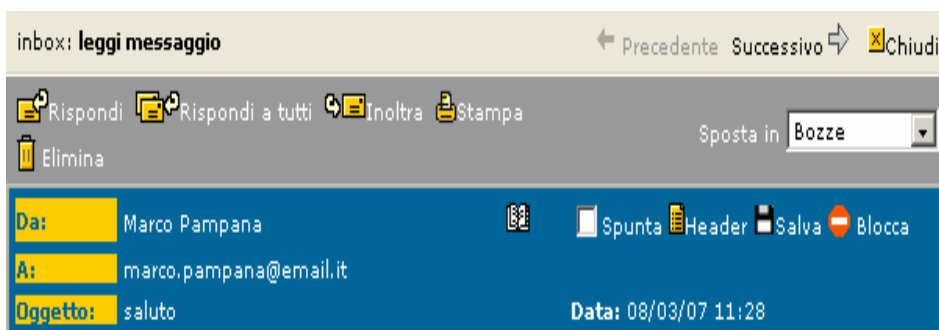 inbox: leggi messaggio Precedente Successivo Chiudi
Rispondi Rispondi a tutti Inoltra Stampa
Sposta in Bozze
Elimina
Da: Marco Pampana Spunta Header Salva Blocca
A: marco.pampana@email.it
Oggetto: saluto Data: 08/03/07 11:28